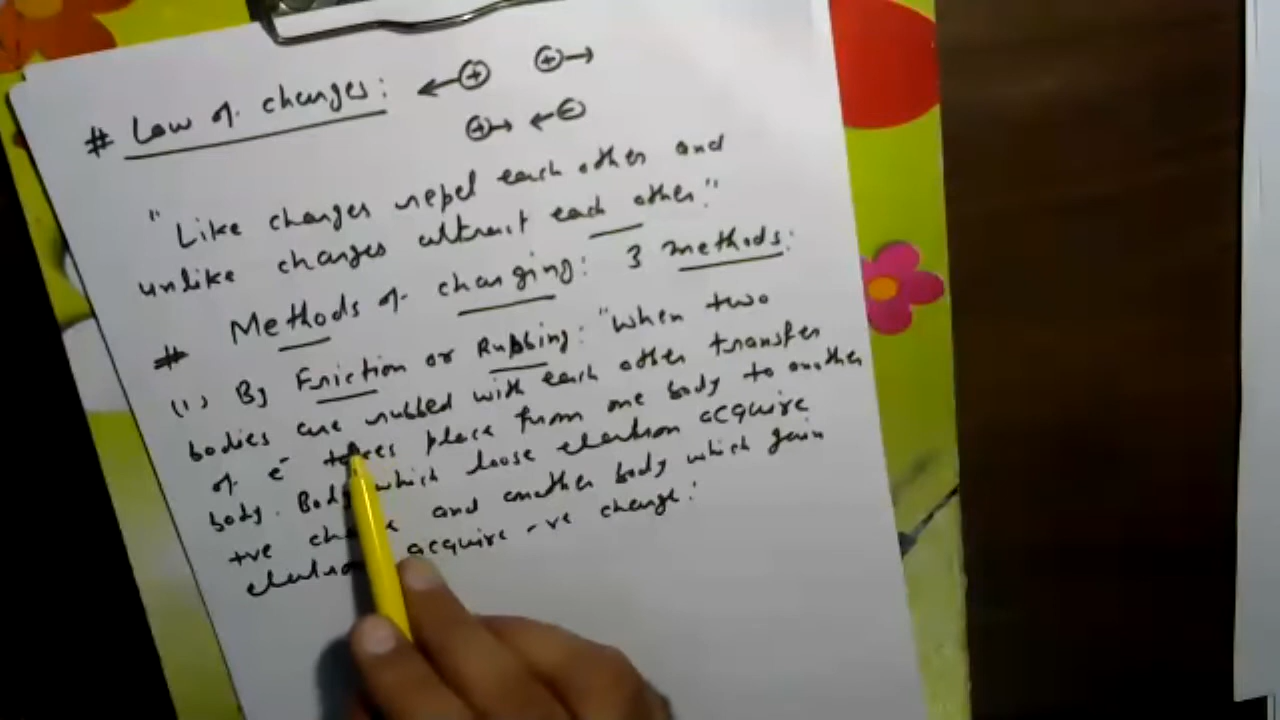 # Law of charges: ← ⊕ ⊕ →
⊕→ ←⊖
"Like charges repel each other and
unlike charges attract each other."
# Methods of charging: 3 methods:
(1) By Friction or Rubbing: "When two
bodies are rubbed with each other transfer
of e⁻ takes place from one body to another
body. Body which loose electron acquire
+ve charge and another body which gain
electron acquire -ve charge."